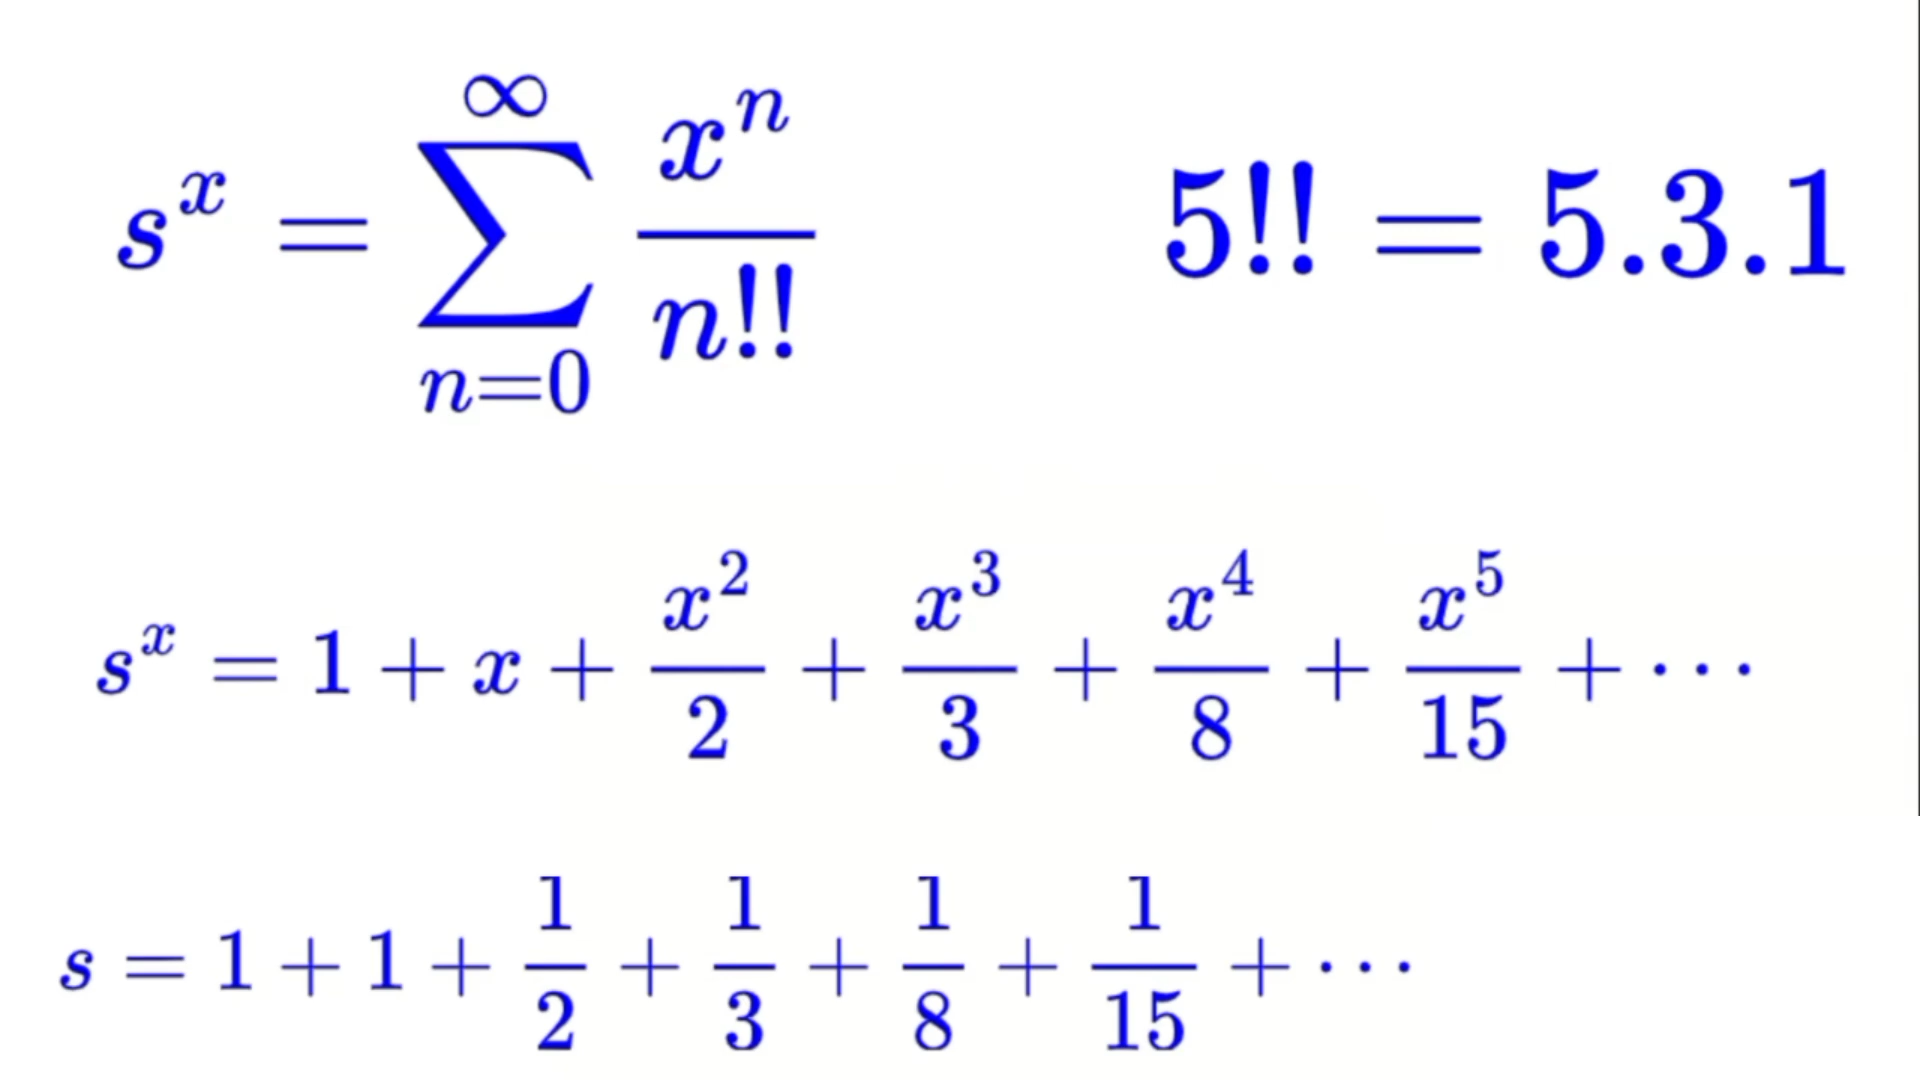 s^x = \sum_{n=0}^{\infty} \frac{x^n}{n!!}
5!! = 5.3.1
s^x = 1 + x + \frac{x^2}{2} + \frac{x^3}{3} + \frac{x^4}{8} + \frac{x^5}{15} + \cdots
s = 1 + 1 + \frac{1}{2} + \frac{1}{3} + \frac{1}{8} + \frac{1}{15} + \cdots